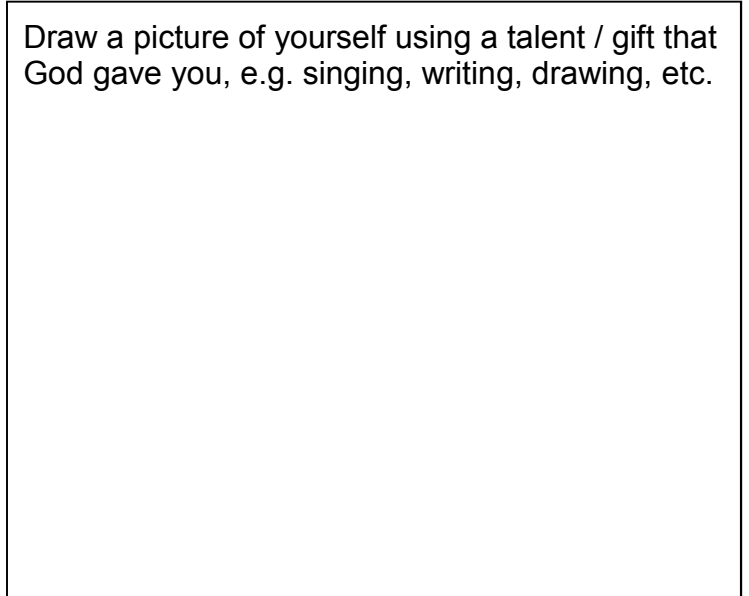 Draw a picture of yourself using a talent / gift that
God gave you, e.g. singing, writing, drawing, etc.